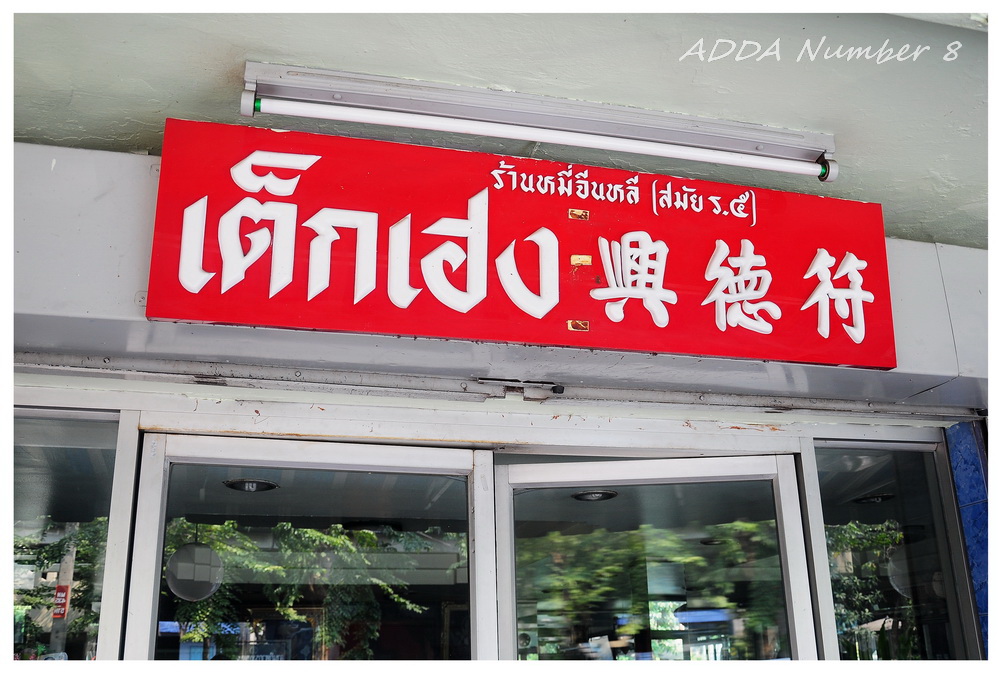 ADDA Number 8
ร้านหมี่จีนหลี (สมัย ร.๕)
เต็กเฮง 興德符